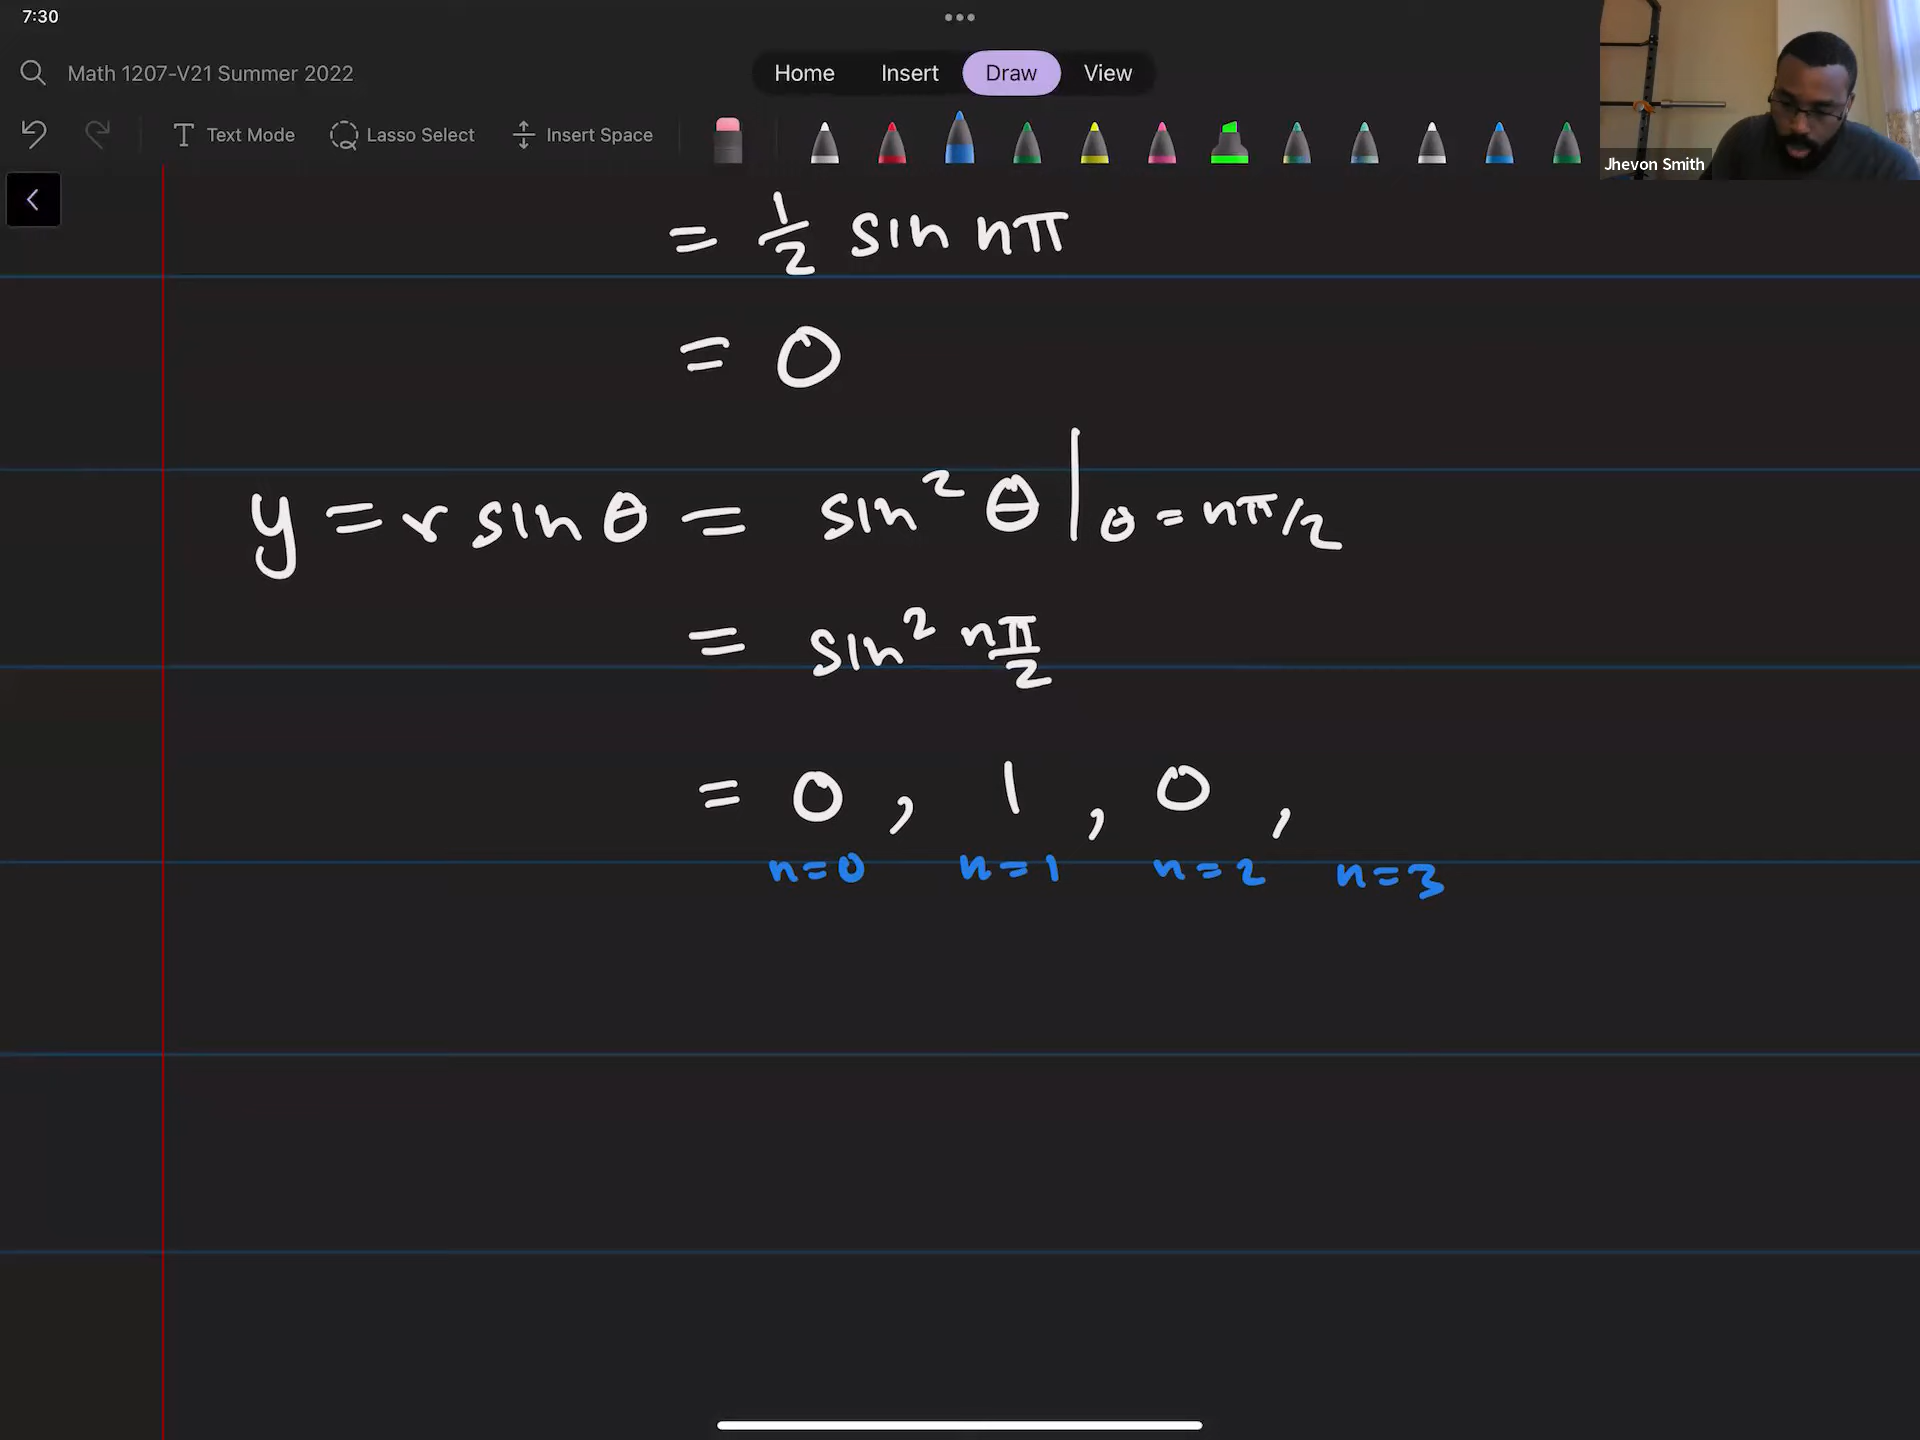 7:30
Math 1207-V21 Summer 2022
Home Insert Draw View
Text Mode Lasso Select Insert Space
Jhevon Smith
= 1/2 sin nπ
= 0
y = r sin θ = sin² θ |θ = nπ/2
= sin² nπ/2
= 0 , 1 , 0 ,
n=0 n=1 n=2 n=3